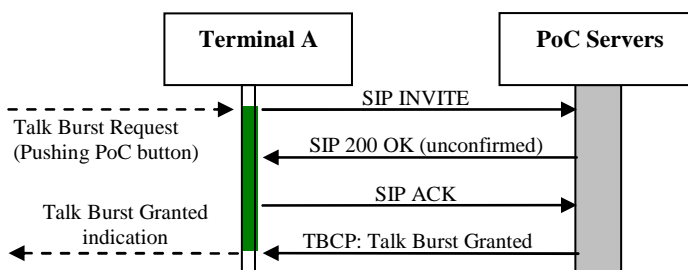 Terminal A
PoC Servers
SIP INVITE
Talk Burst Request
(Pushing PoC button)
SIP 200 OK (unconfirmed)
SIP ACK
Talk Burst Granted
indication
TBCP: Talk Burst Granted